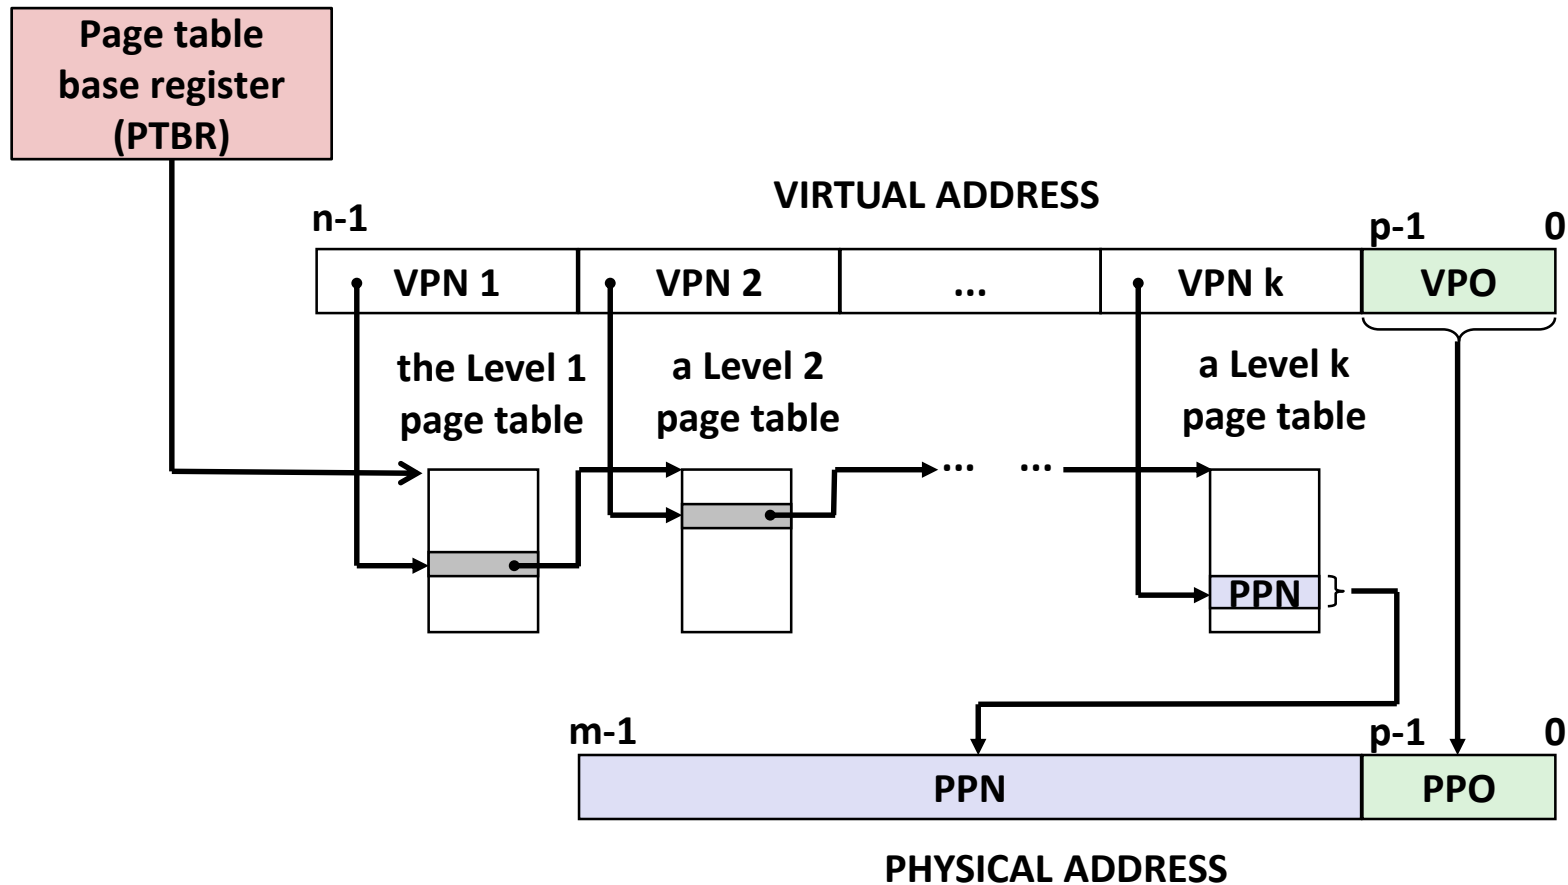 Page table
base register
(PTBR)
VIRTUAL ADDRESS
n-1
p-1
0
VPN 1
VPN 2
...
VPN k
VPO
the Level 1
page table
a Level 2
page table
a Level k
page table
...
...
PPN
m-1
p-1
0
PPN
PPO
PHYSICAL ADDRESS